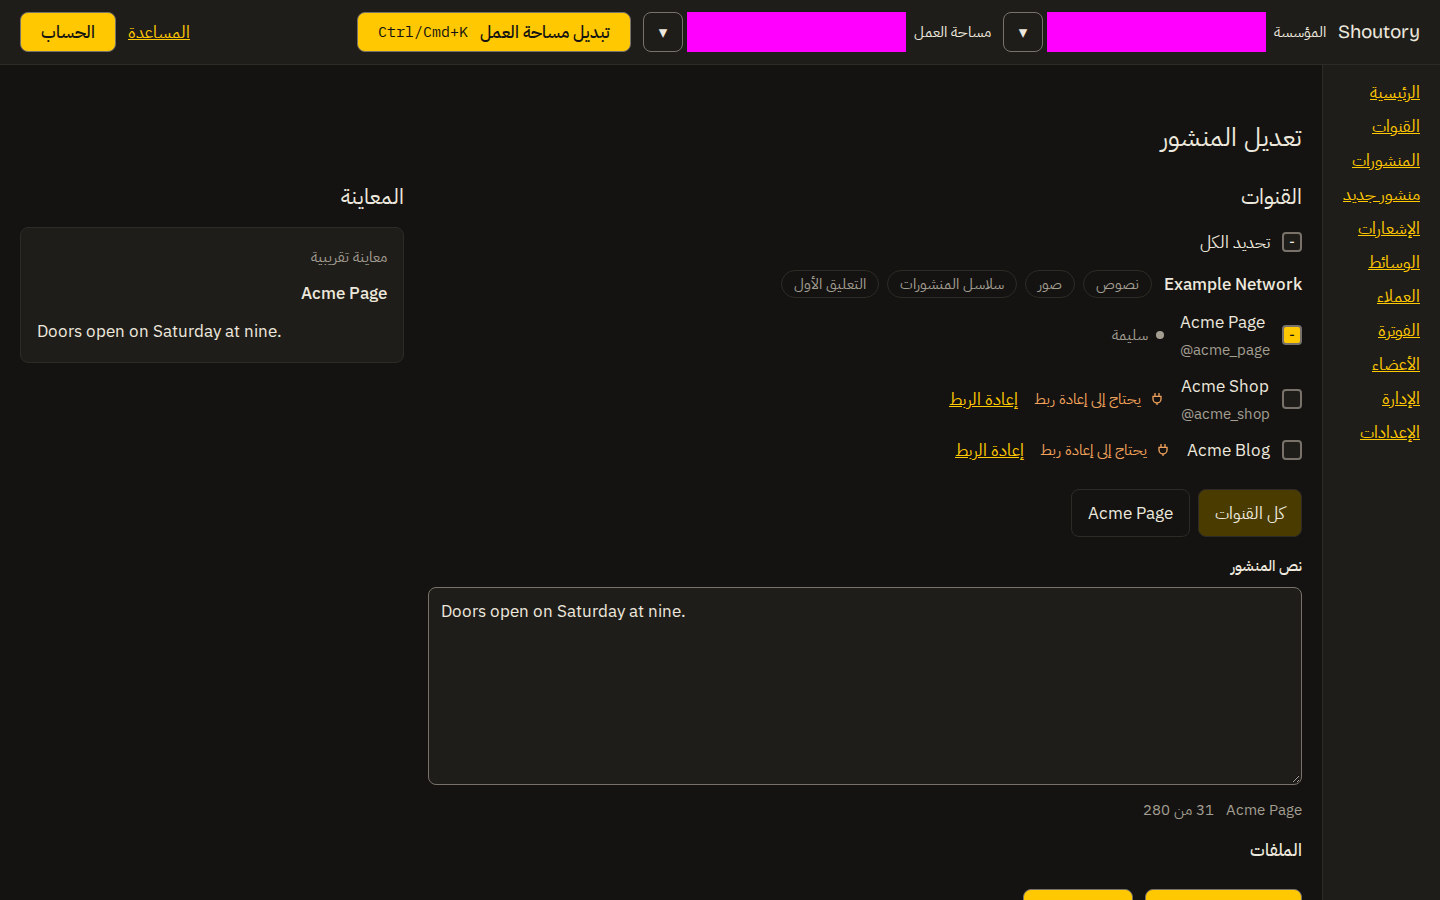 Shoutory
المؤسسة
▼
مساحة العمل
▼
تبديل مساحة العمل Ctrl/Cmd+K
المساعدة
الحساب
الرئيسية
القنوات
المنشورات
منشور جديد
الإشعارات
الوسائط
العملاء
الفوترة
الأعضاء
الإدارة
الإعدادات
تعديل المنشور
القنوات
- تحديد الكل
Example Network نصوص صور سلاسل المنشورات التعليق الأول
- Acme Page سليمة
@acme_page
Acme Shop يحتاج إلى إعادة ربط إعادة الربط
@acme_shop
Acme Blog يحتاج إلى إعادة ربط إعادة الربط
كل القنوات Acme Page
نص المنشور
Doors open on Saturday at nine.
Acme Page 31 من 280
الملفات
المعاينة
معاينة تقريبية
Acme Page
Doors open on Saturday at nine.